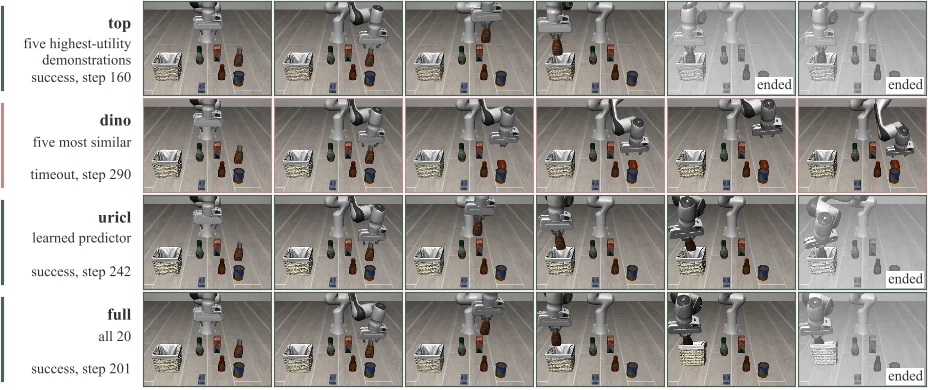 top
five highest-utility
demonstrations
success, step 160
ended
ended
dino
five most similar
timeout, step 290
uricl
learned predictor
success, step 242
ended
full
all 20
success, step 201
ended